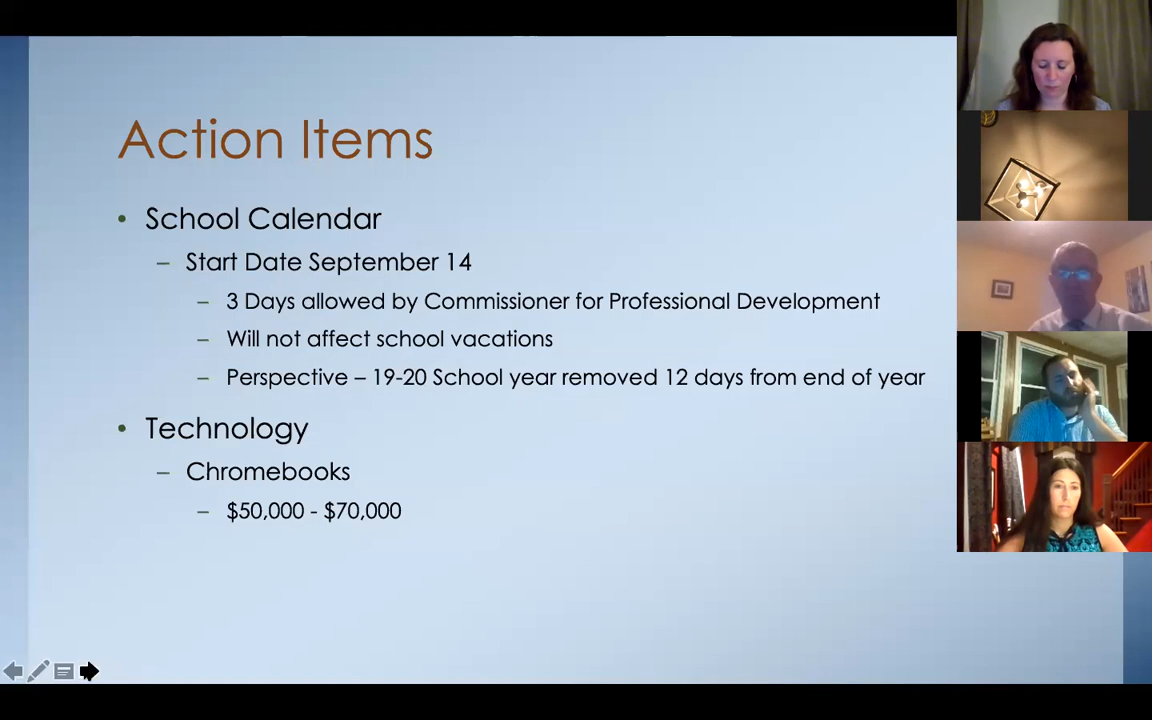 Action Items
• School Calendar
– Start Date September 14
– 3 Days allowed by Commissioner for Professional Development
– Will not affect school vacations
– Perspective – 19-20 School year removed 12 days from end of year
• Technology
– Chromebooks
– $50,000 - $70,000